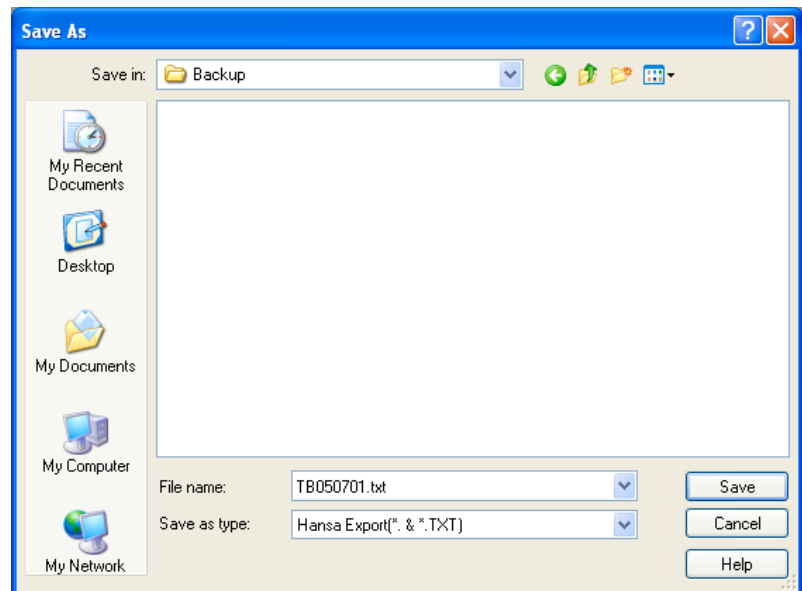 Save As
Save in: Backup
My Recent
Documents
Desktop
My Documents
My Computer
My Network
File name: TB050701.txt Save
Save as type: Hansa Export(*. & *.TXT) Cancel
Help